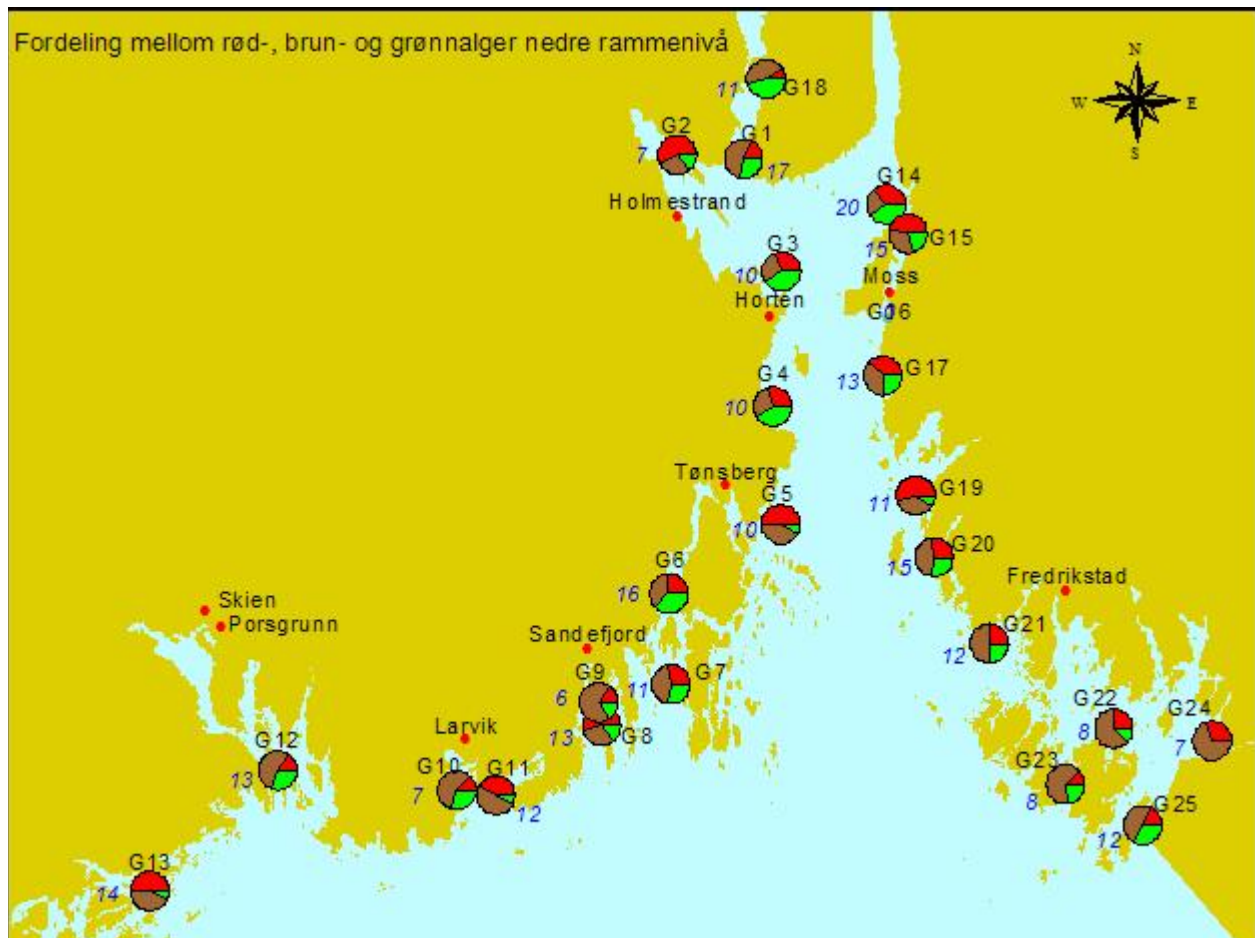 Fordeling mellom rød-, brun- og grønnalger nedre rammenivå
N
W E
S
11 G18
G2 G1
7 17
Holmestrand
G14
20
15 G15
G3
10
Moss
Horten
G16
G4
10
13 G17
Tønsberg
G5
10
11 G19
G20
15
G6
16
Fredrikstad
Skien
Porsgrunn
Sandefjord
G21
12
G9
6
11 G7
13 G8
G22
8
G24
7
Larvik
G12
13
G10 G11
7 12
G23
8
G25
12
G13
14